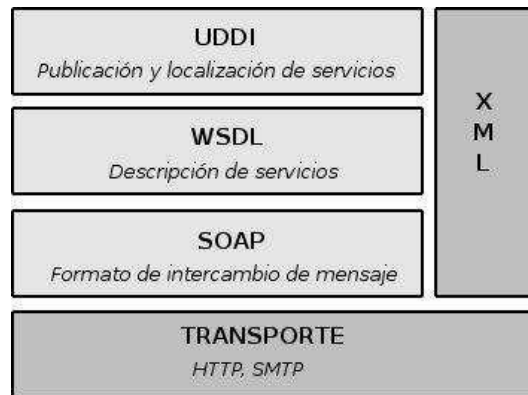 UDDI
Publicación y localización de servicios
WSDL
Descripción de servicios
SOAP
Formato de intercambio de mensaje
X
M
L
TRANSPORTE
HTTP, SMTP